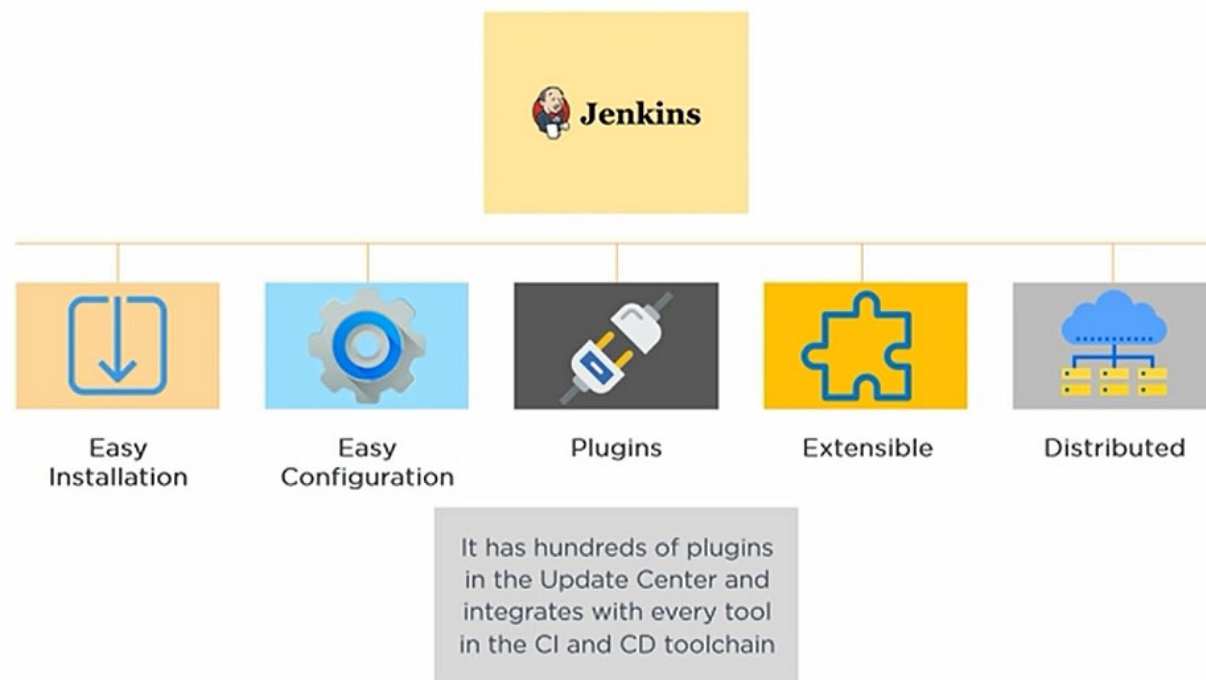 Jenkins
Easy
Installation
Easy
Configuration
Plugins
Extensible
Distributed
It has hundreds of plugins
in the Update Center and
integrates with every tool
in the CI and CD toolchain